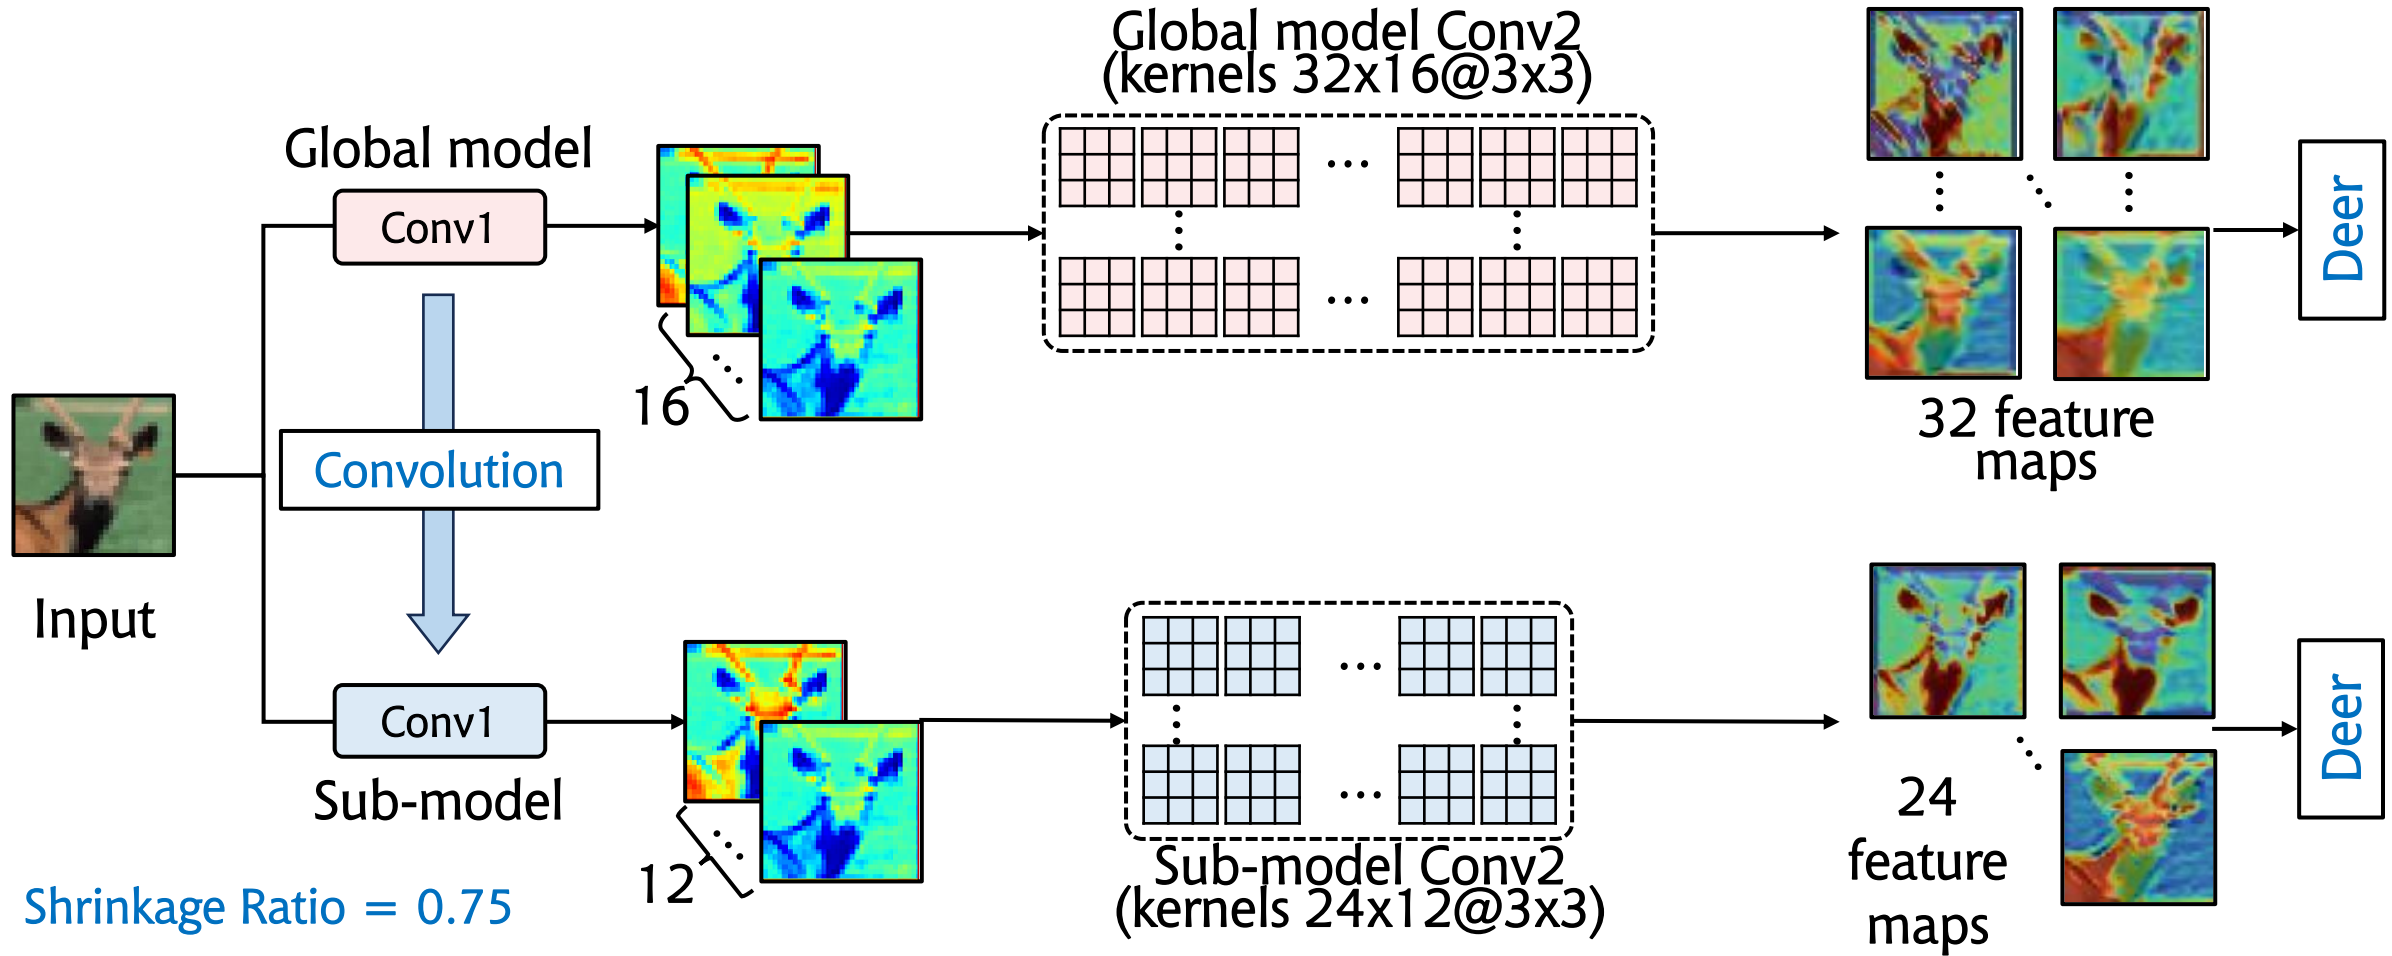 Global model Conv2
(kernels 32x16@3x3)
Global model
Conv1
16
32 feature
maps
Deer
Convolution
Input
Conv1
Sub-model
12
Sub-model Conv2
(kernels 24x12@3x3)
24
feature
maps
Deer
Shrinkage Ratio = 0.75